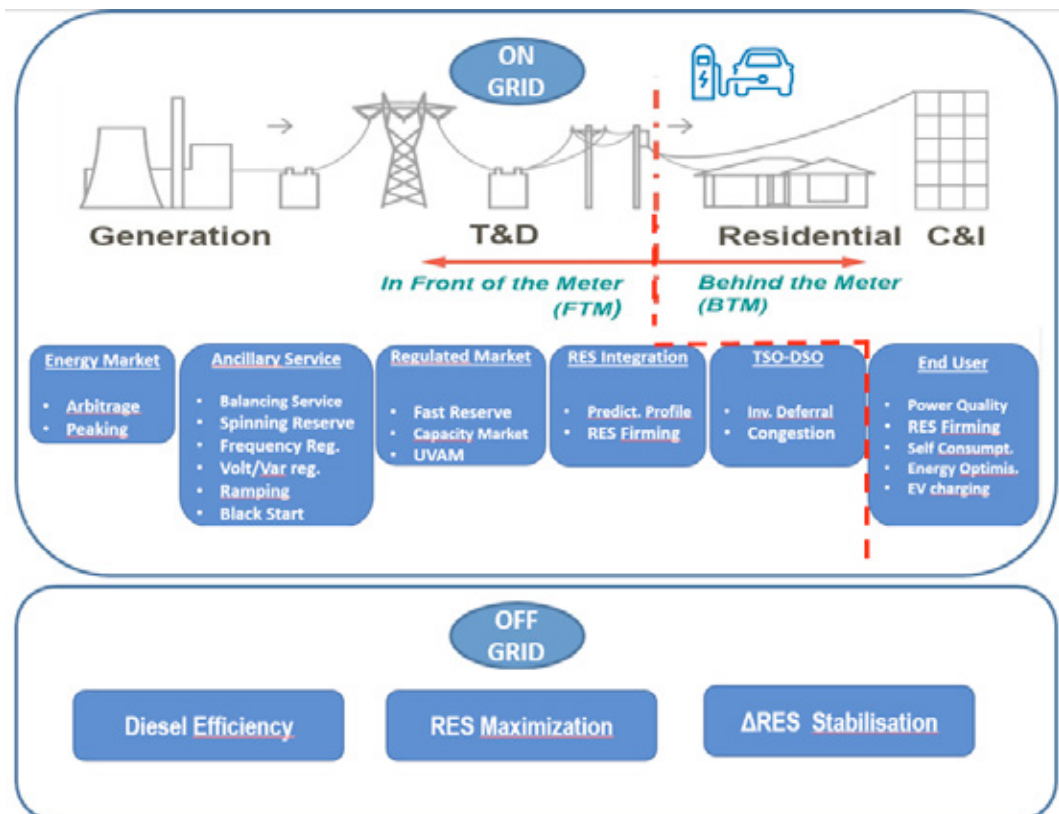 ON
GRID
Generation
T&D
Residential
C&I
In Front of the Meter
(FTM)
Behind the Meter
(BTM)
Energy Market
• Arbitrage
• Peaking
Ancillary Service
• Balancing Service
• Spinning Reserve
• Frequency Reg.
• Volt/Var reg.
• Ramping
• Black Start
Regulated Market
• Fast Reserve
• Capacity Market
• UVAM
RES Integration
• Predict. Profile
• RES Firming
TSO-DSO
• Inv. Deferral
• Congestion
End User
• Power Quality
• RES Firming
• Self Consumpt.
• Energy Optimis.
• EV charging
OFF
GRID
Diesel Efficiency
RES Maximization
ΔRES Stabilisation